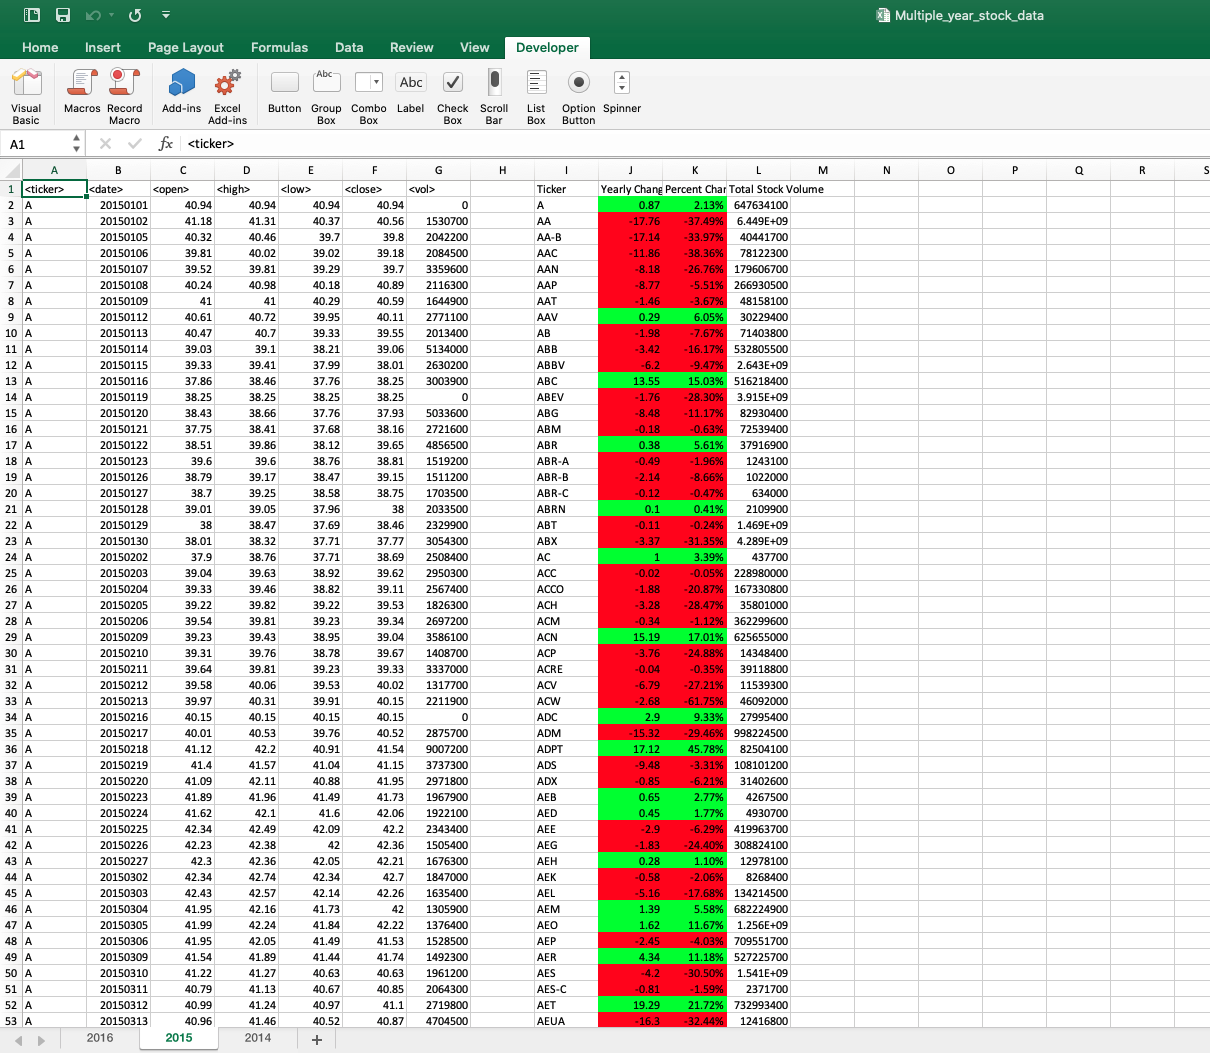 Multiple_year_stock_data
Home Insert Page Layout Formulas Data Review View Developer
Abc Abc
Visual Basic Macros Record Macro Add-ins Excel Add-ins Button Group Box Combo Box Label Check Box Scroll Bar List Box Option Button Spinner
A1 fx <ticker>
A B C D E F G H I J K L M N O P Q R S
1 <ticker> <date> <open> <high> <low> <close> <vol> Ticker Yearly Chang Percent Char Total Stock Volume
2 A 20150101 40.94 40.94 40.94 40.94 0 A 0.87 2.13% 647634100
3 A 20150102 41.18 41.31 40.37 40.56 1530700 AA -17.76 -37.49% 6.449E+09
4 A 20150105 40.32 40.46 39.7 39.8 2042200 AA-B -17.14 -33.97% 40441700
5 A 20150106 39.81 40.02 39.02 39.18 2084500 AAC -11.86 -38.36% 78122300
6 A 20150107 39.52 39.81 39.29 39.7 3359600 AAN -8.18 -26.76% 179606700
7 A 20150108 40.24 40.98 40.18 40.89 2116300 AAP -8.77 -5.51% 266930500
8 A 20150109 41 41 40.29 40.59 1644900 AAT -1.46 -3.67% 48158100
9 A 20150112 40.61 40.72 39.95 40.11 2771100 AAV 0.29 6.05% 30229400
10 A 20150113 40.47 40.7 39.33 39.55 2013400 AB -1.98 -7.67% 71403800
11 A 20150114 39.03 39.1 38.21 39.06 5134000 ABB -3.42 -16.17% 532805500
12 A 20150115 39.33 39.41 37.99 38.01 2630200 ABBV -6.2 -9.47% 2.643E+09
13 A 20150116 37.86 38.46 37.76 38.25 3003900 ABC 13.55 15.03% 516218400
14 A 20150119 38.25 38.25 38.25 38.25 0 ABEV -1.76 -28.30% 3.915E+09
15 A 20150120 38.43 38.66 37.76 37.93 5033600 ABG -8.48 -11.17% 82930400
16 A 20150121 37.75 38.41 37.68 38.16 2721600 ABM -0.18 -0.63% 72539400
17 A 20150122 38.51 39.86 38.12 39.65 4856500 ABR 0.38 5.61% 37916900
18 A 20150123 39.6 39.6 38.76 38.81 1519200 ABR-A -0.49 -1.96% 1243100
19 A 20150126 38.79 39.17 38.47 39.15 1511200 ABR-B -2.14 -8.66% 1022000
20 A 20150127 38.7 39.25 38.58 38.75 1703500 ABR-C -0.12 -0.47% 634000
21 A 20150128 39.01 39.05 37.96 38 2033500 ABRN 0.1 0.41% 2109900
22 A 20150129 38 38.47 37.69 38.46 2329900 ABT -0.11 -0.24% 1.469E+09
23 A 20150130 38.01 38.32 37.71 37.77 3054300 ABX -3.37 -31.35% 4.289E+09
24 A 20150202 37.9 38.76 37.71 38.69 2508400 AC 1 3.39% 437700
25 A 20150203 39.04 39.63 38.92 39.62 2950300 ACC -0.02 -0.05% 228980000
26 A 20150204 39.33 39.46 38.82 39.11 2567400 ACCO -1.88 -20.87% 167330800
27 A 20150205 39.22 39.82 39.22 39.53 1826300 ACH -3.28 -28.47% 35801000
28 A 20150206 39.54 39.81 39.23 39.34 2697200 ACM -0.34 -1.12% 362299600
29 A 20150209 39.23 39.43 38.95 39.04 3586100 ACN 15.19 17.01% 625655000
30 A 20150210 39.31 39.76 38.78 39.67 1408700 ACP -3.76 -24.88% 14348400
31 A 20150211 39.64 39.81 39.23 39.33 3337000 ACRE -0.04 -0.35% 39118800
32 A 20150212 39.58 40.06 39.53 40.02 1317700 ACV -6.79 -27.21% 11539300
33 A 20150213 39.97 40.31 39.91 40.15 2211900 ACW -2.68 -61.75% 46092000
34 A 20150216 40.15 40.15 40.15 40.15 0 ADC 2.9 9.33% 27995400
35 A 20150217 40.01 40.53 39.76 40.52 2875700 ADM -15.32 -29.46% 998224500
36 A 20150218 41.12 42.2 40.91 41.54 9007200 ADPT 17.12 45.78% 82504100
37 A 20150219 41.4 41.57 41.04 41.15 3737300 ADS -9.48 -3.31% 108101200
38 A 20150220 41.09 42.11 40.88 41.95 2971800 ADX -0.85 -6.21% 31402600
39 A 20150223 41.89 41.96 41.49 41.73 1967900 AEB 0.65 2.77% 4267500
40 A 20150224 41.62 42.1 41.6 42.06 1922100 AED 0.45 1.77% 4930700
41 A 20150225 42.34 42.49 42.09 42.2 2343400 AEE -2.9 -6.29% 419963700
42 A 20150226 42.23 42.38 42 42.36 1505400 AEG -1.83 -24.40% 308824100
43 A 20150227 42.3 42.36 42.05 42.21 1676300 AEH 0.28 1.10% 12978100
44 A 20150302 42.34 42.74 42.34 42.7 1847000 AEK -0.58 -2.06% 8268400
45 A 20150303 42.43 42.57 42.14 42.26 1635400 AEL -5.16 -17.68% 134214500
46 A 20150304 41.95 42.16 41.73 42 1305900 AEM 1.39 5.58% 682224900
47 A 20150305 41.99 42.24 41.84 42.22 1376400 AEO 1.62 11.67% 1.256E+09
48 A 20150306 41.95 42.05 41.49 41.53 1528500 AEP -2.45 -4.03% 709551700
49 A 20150309 41.54 41.89 41.44 41.74 1492300 AER 4.34 11.18% 527225700
50 A 20150310 41.22 41.27 40.63 40.63 1961200 AES -4.2 -30.50% 1.541E+09
51 A 20150311 40.79 41.13 40.67 40.85 2064300 AES-C -0.81 -1.59% 2371700
52 A 20150312 40.99 41.24 40.97 41.1 2719800 AET 19.29 21.72% 732993400
53 A 20150313 40.96 41.46 40.52 40.87 4704500 AEUA -16.3 -32.44% 12416800
2016 2015 2014